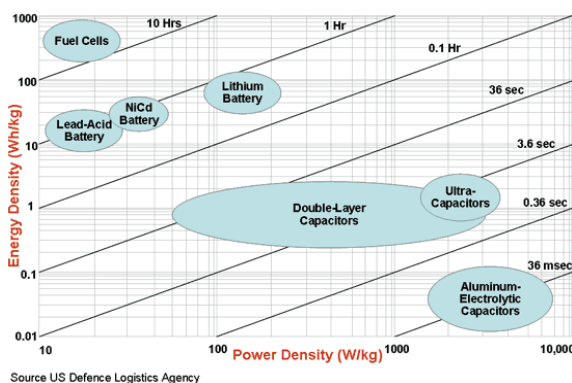 1000
10 Hrs
1 Hr
0.1 Hr
Fuel Cells
100
Lithium
Battery
36 sec
NiCd
Battery
Lead-Acid
Battery
10
3.6 sec
Energy Density (Wh/kg)
Ultra-
Capacitors
1
Double-Layer
Capacitors
0.36 sec
0.1
36 msec
Aluminum-
Electrolytic
Capacitors
0.01
10
100
Power Density (W/kg)
1000
10,000
Source US Defence Logistics Agency